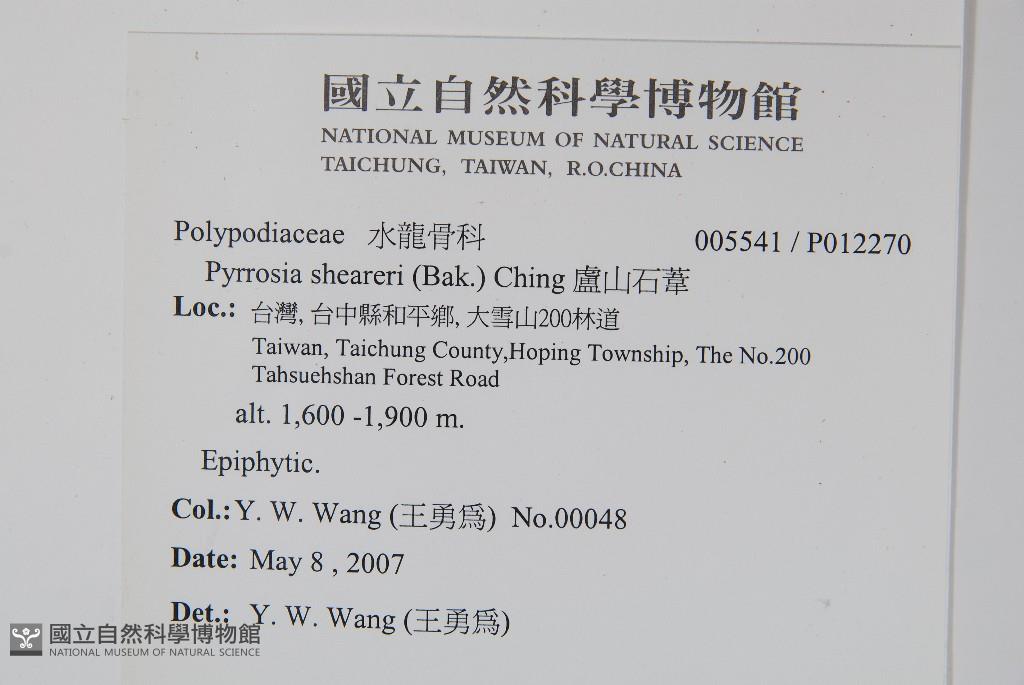 國立自然科學博物館
NATIONAL MUSEUM OF NATURAL SCIENCE
TAICHUNG, TAIWAN, R.O.CHINA
Polypodiaceae 水龍骨科 005541 / P012270
Pyrrosia sheareri (Bak.) Ching 盧山石葦
Loc.: 台灣, 台中縣和平鄉, 大雪山200林道
Taiwan, Taichung County,Hoping Township, The No.200
Tahsuehshan Forest Road
alt. 1,600 -1,900 m.
Epiphytic.
Col.: Y. W. Wang (王勇爲) No.00048
Date: May 8 , 2007
Det.: Y. W. Wang (王勇爲)
國立自然科學博物館
NATIONAL MUSEUM OF NATURAL SCIENCE